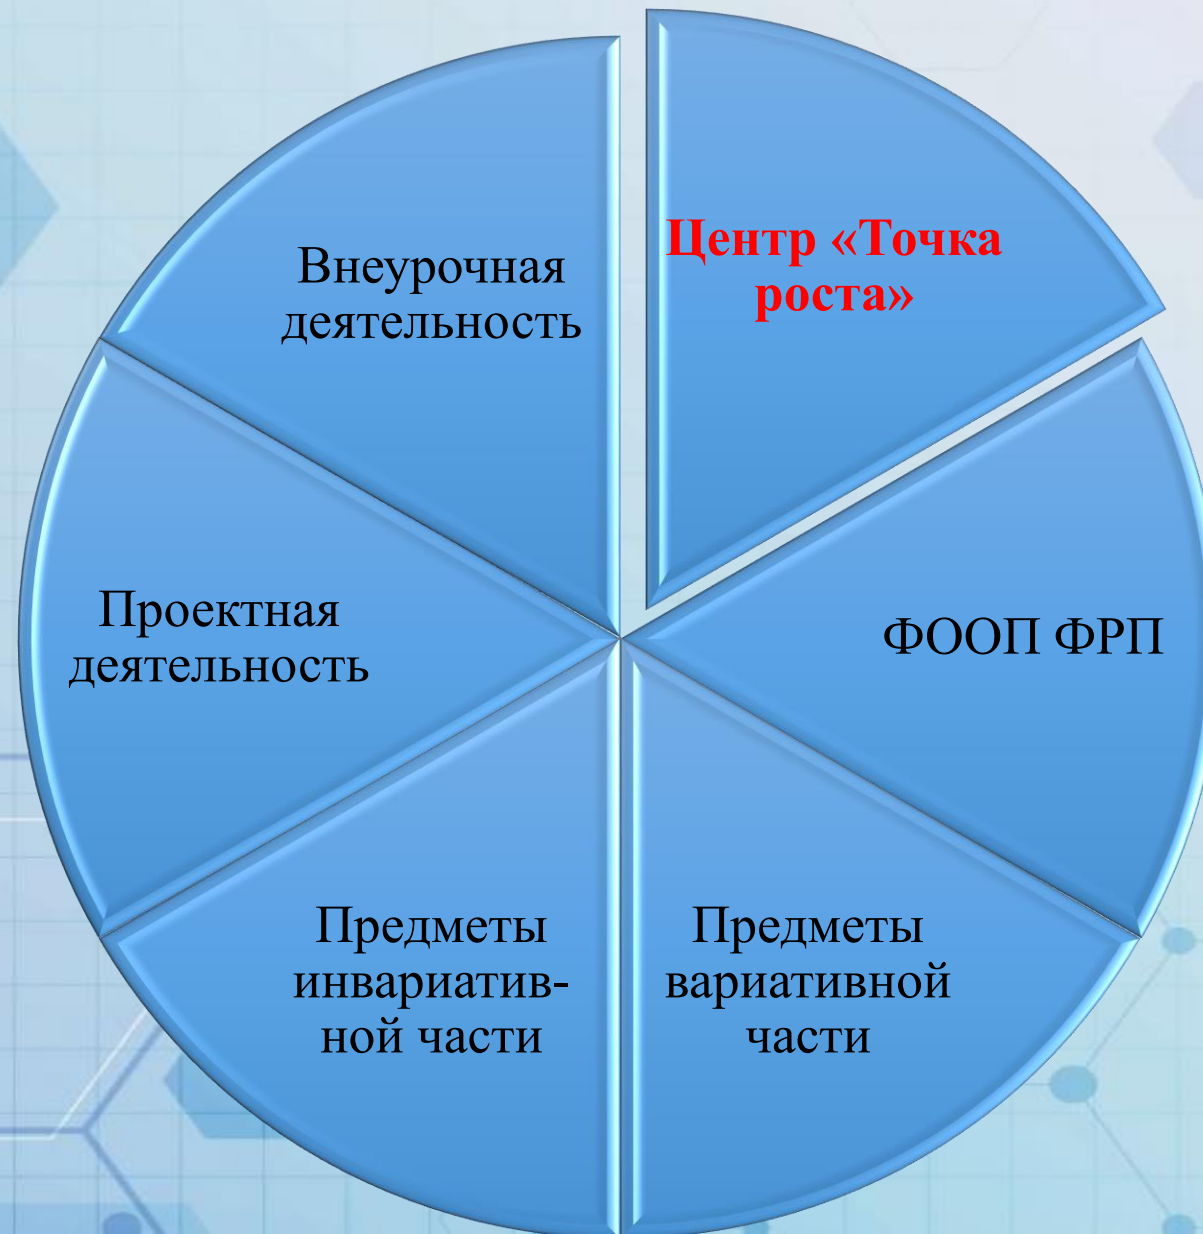 Центр «Точка
роста»
ФООП ФРП
Предметы
вариативной
части
Предметы
инвариатив-
ной части
Проектная
деятельность
Внеурочная
деятельность